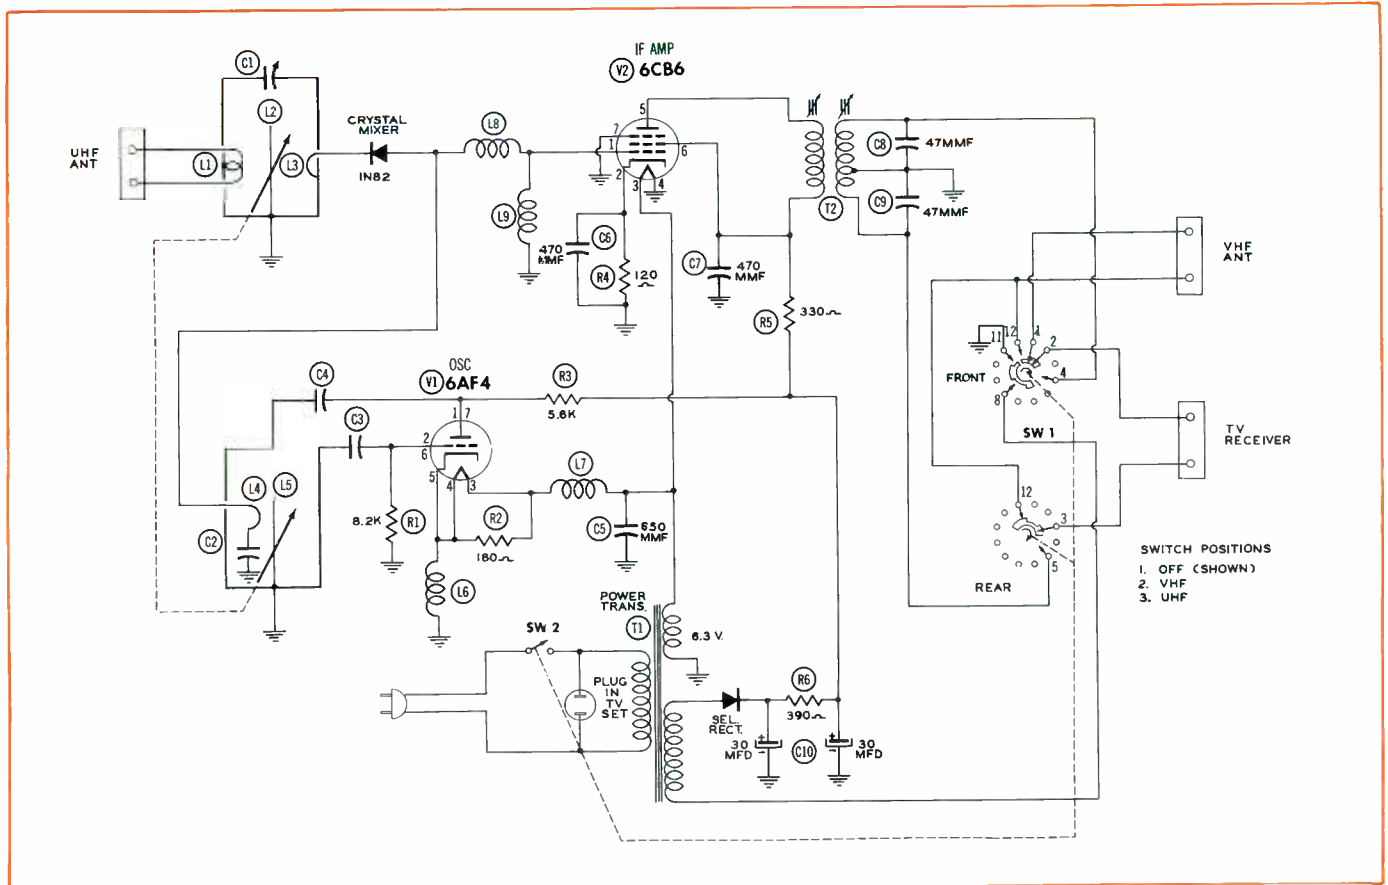 IF AMP
V2 6CB6
C1
L2
CRYSTAL
MIXER
1N82
UHF
ANT
L1
L3
L8
L9
5
7
1
6
2
3
4
470
MMF
C6
R4
120
Ω
C7
470
MMF
R5
330Ω
T2
C8
47MMF
C9
47MMF
VHF
ANT
11
12
1
2
4
8
FRONT
SW 1
TV
RECEIVER
12
3
5
REAR
SWITCH POSITIONS
1. OFF (SHOWN)
2. VHF
3. UHF
OSC
V1 6AF4
C4
C3
R3
5.6K
1
7
2
6
5
4
3
L4
L5
C2
8.2K
R1
R2
180Ω
L6
L7
C5
650
MMF
POWER
TRANS.
T1
6.3 V.
SW 2
PLUG
IN
TV
SET
SEL.
RECT.
R6
390Ω
+
-
30
MFD
C10
+
-
30
MFD